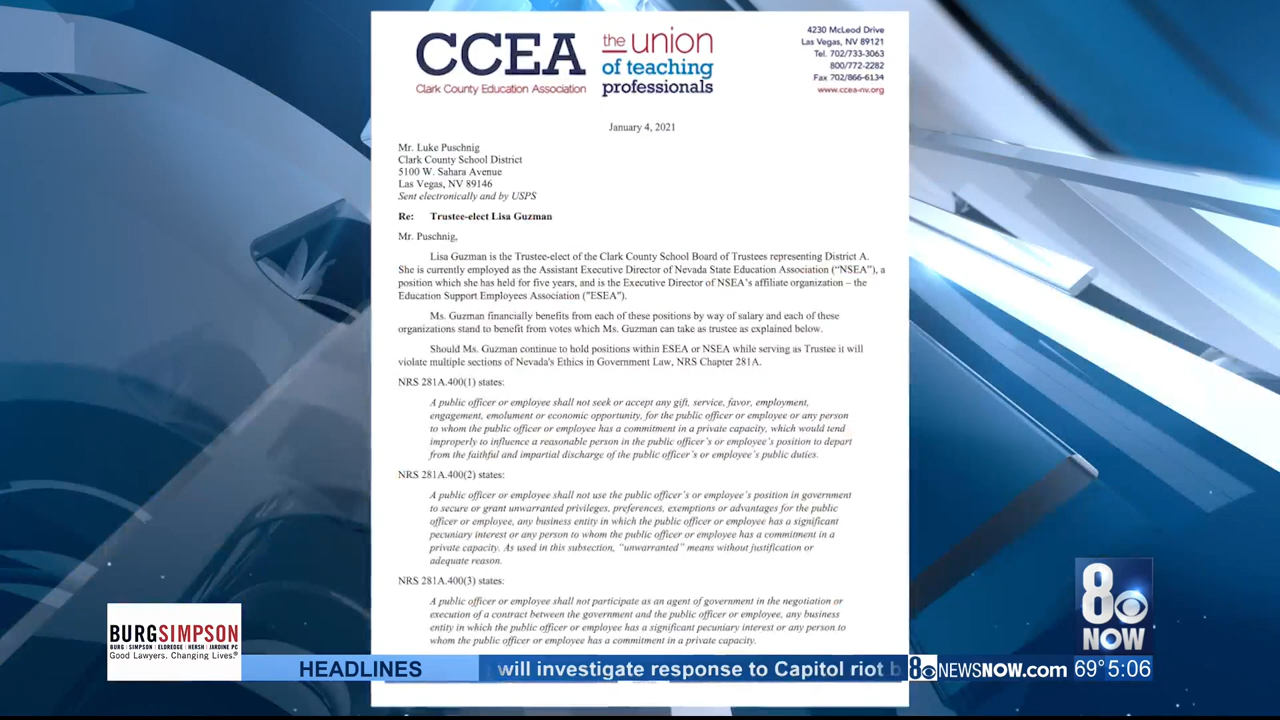 CCEA
Clark County Education Association
the union
of teaching
professionals
4230 McLeod Drive
Las Vegas, NV 89121
Tel. 702/733-3063
800/772-2282
Fax 702/866-6134
www.ccea-nv.org
January 4, 2021
Mr. Luke Puschnig
Clark County School District
5100 W. Sahara Avenue
Las Vegas, NV 89146
Sent electronically and by USPS
Re: Trustee-elect Lisa Guzman
Mr. Puschnig,
Lisa Guzman is the Trustee-elect of the Clark County School Board of Trustees representing District A.
She is currently employed as the Assistant Executive Director of Nevada State Education Association ("NSEA"), a
position which she has held for five years, and is the Executive Director of NSEA's affiliate organization – the
Education Support Employees Association ("ESEA").
Ms. Guzman financially benefits from each of these positions by way of salary and each of these
organizations stand to benefit from votes which Ms. Guzman can take as trustee as explained below.
Should Ms. Guzman continue to hold positions within ESEA or NSEA while serving as Trustee it will
violate multiple sections of Nevada's Ethics in Government Law, NRS Chapter 281A.
NRS 281A.400(1) states:
A public officer or employee shall not seek or accept any gift, service, favor, employment,
engagement, emolument or economic opportunity, for the public officer or employee or any person
to whom the public officer or employee has a commitment in a private capacity, which would tend
improperly to influence a reasonable person in the public officer's or employee's position to depart
from the faithful and impartial discharge of the public officer's or employee's public duties.
NRS 281A.400(2) states:
A public officer or employee shall not use the public officer's or employee's position in government
to secure or grant unwarranted privileges, preferences, exemptions or advantages for the public
officer or employee, any business entity in which the public officer or employee has a significant
pecuniary interest or any person to whom the public officer or employee has a commitment in a
private capacity. As used in this subsection, "unwarranted" means without justification or
adequate reason.
NRS 281A.400(3) states:
A public officer or employee shall not participate as an agent of government in the negotiation or
execution of a contract between the government and the public officer or employee, any business
entity in which the public officer or employee has a significant pecuniary interest or any person to
whom the public officer or employee has a commitment in a private capacity.
8
NOW
BURGSIMPSON
BURG | SIMPSON | ELDREDGE | HERSH | JARDINE PC
Good Lawyers. Changing Lives.®
HEADLINES will investigate response to Capitol riot b 8 NEWSNOW.com 69° 5:06